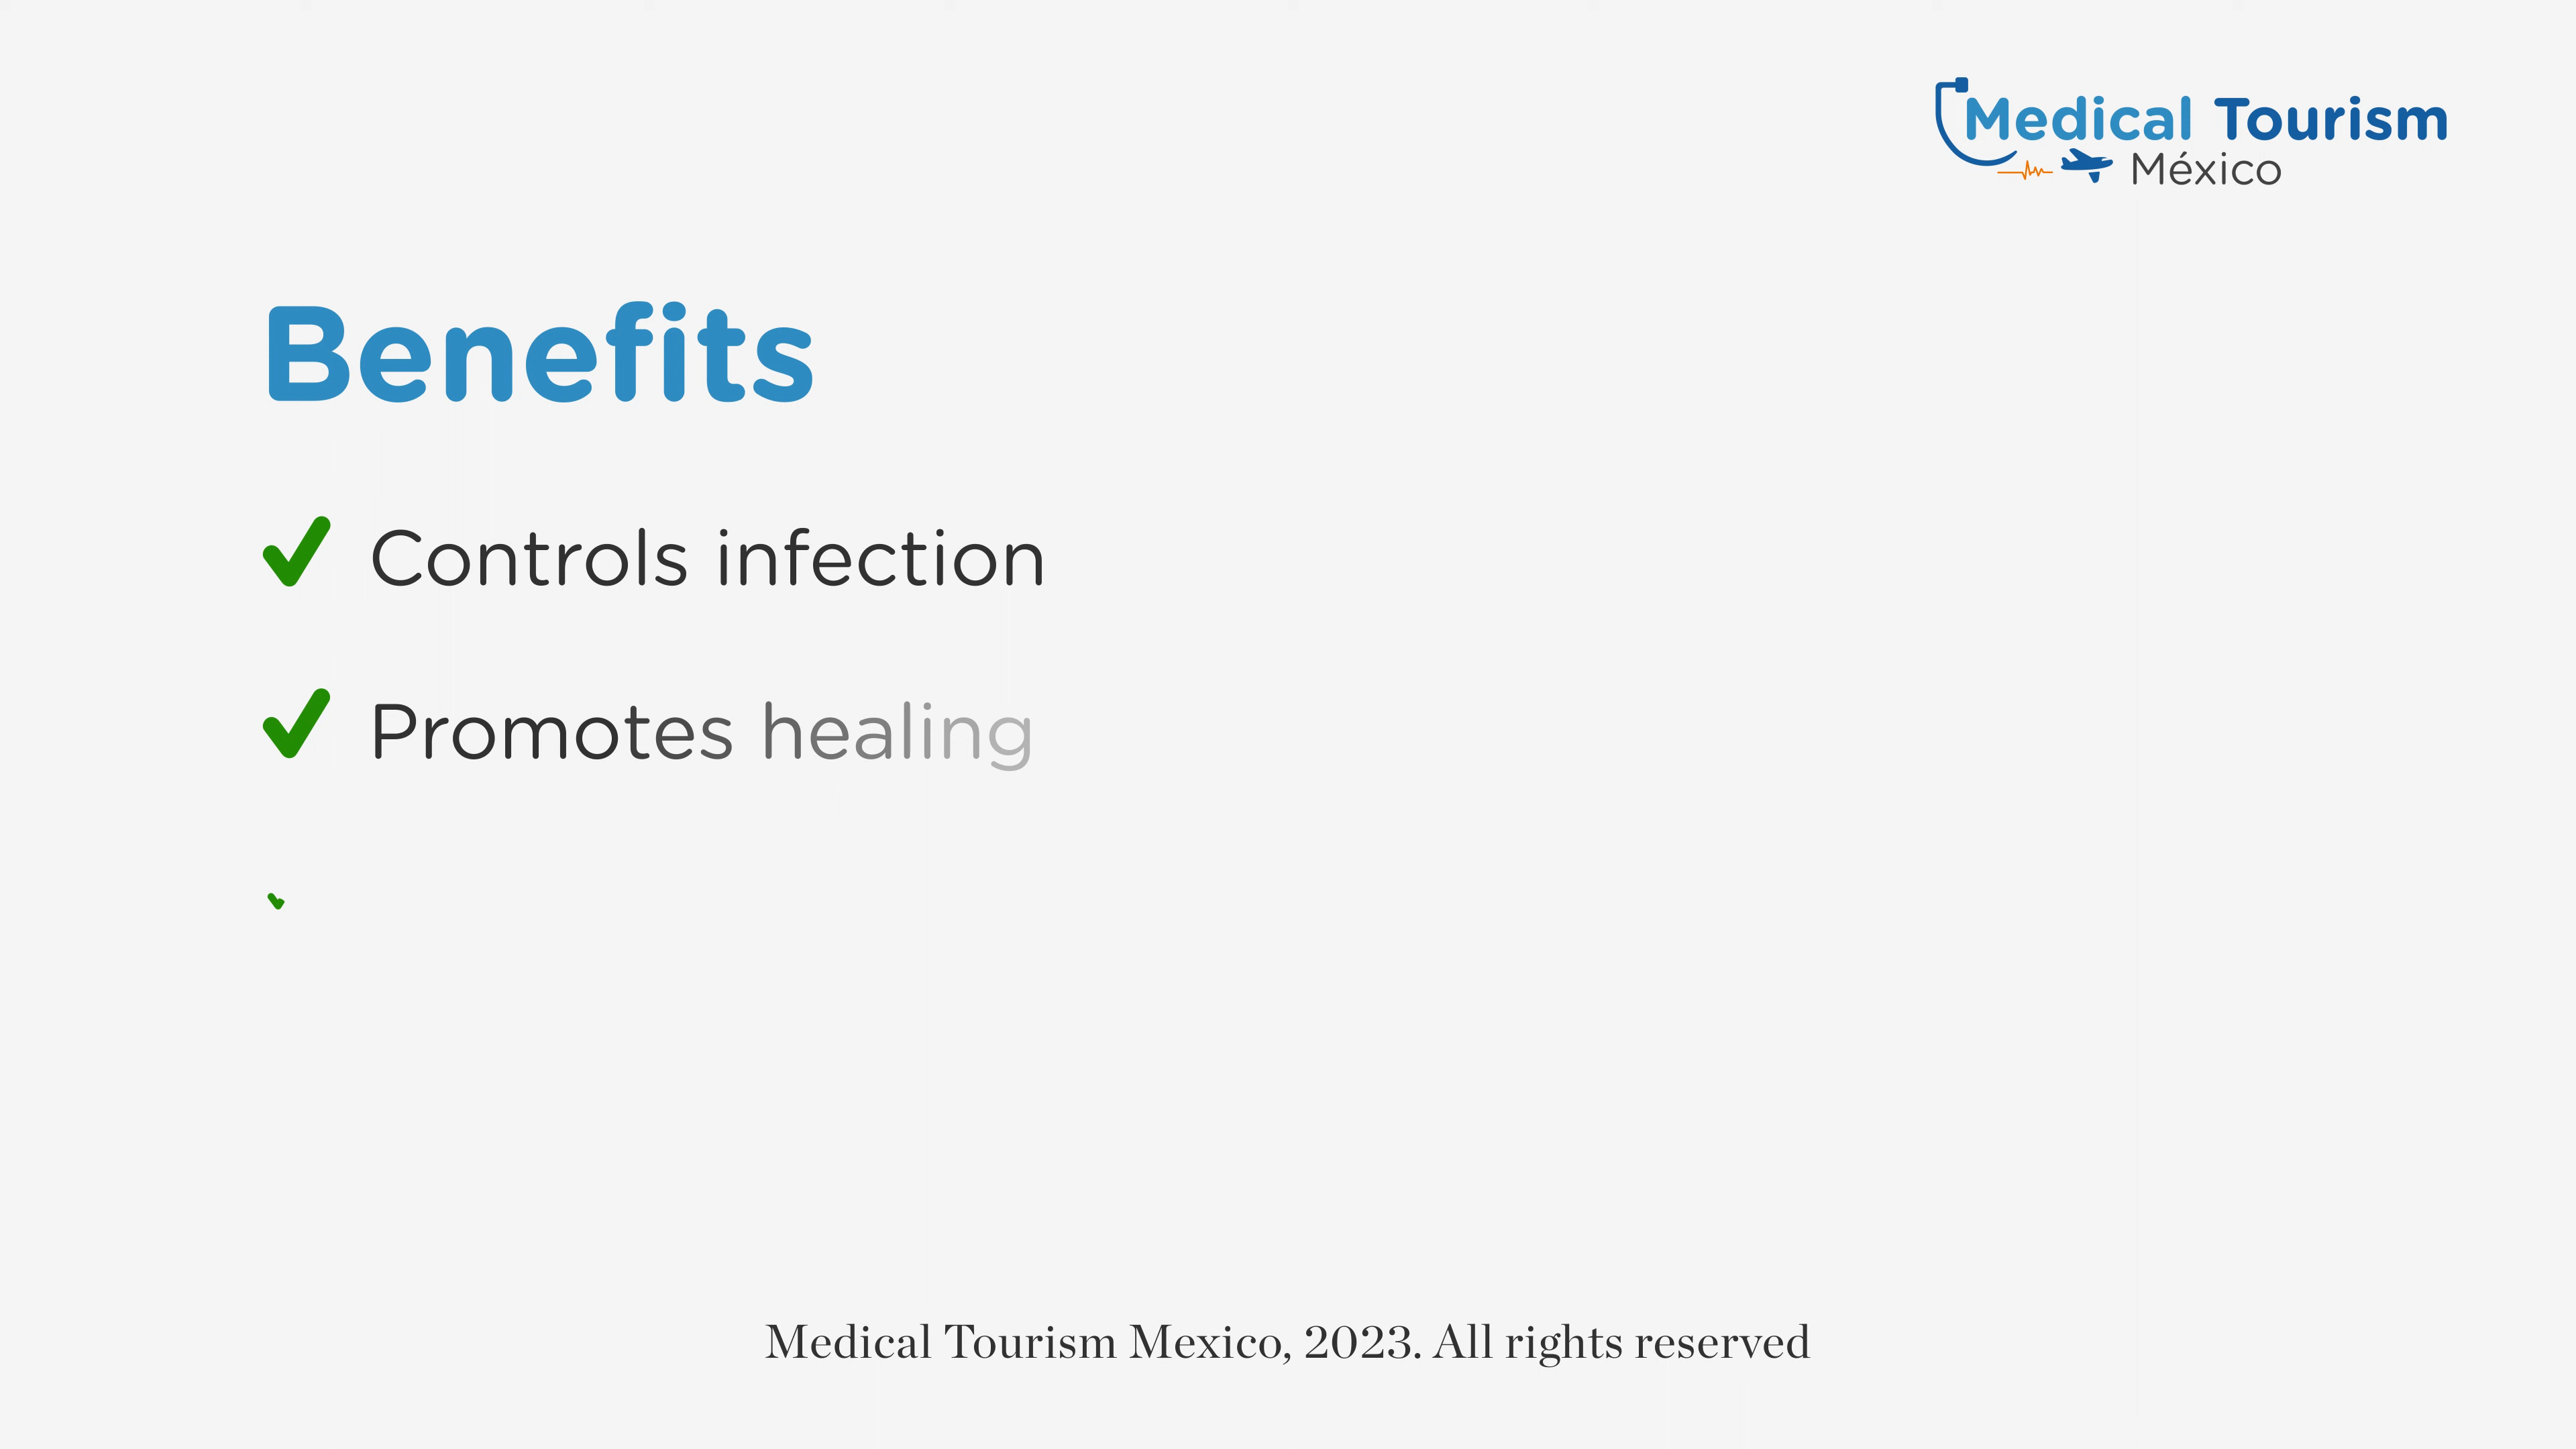 Medical Tourism
México
Benefits
Controls infection
Promotes healing
Medical Tourism Mexico, 2023. All rights reserved